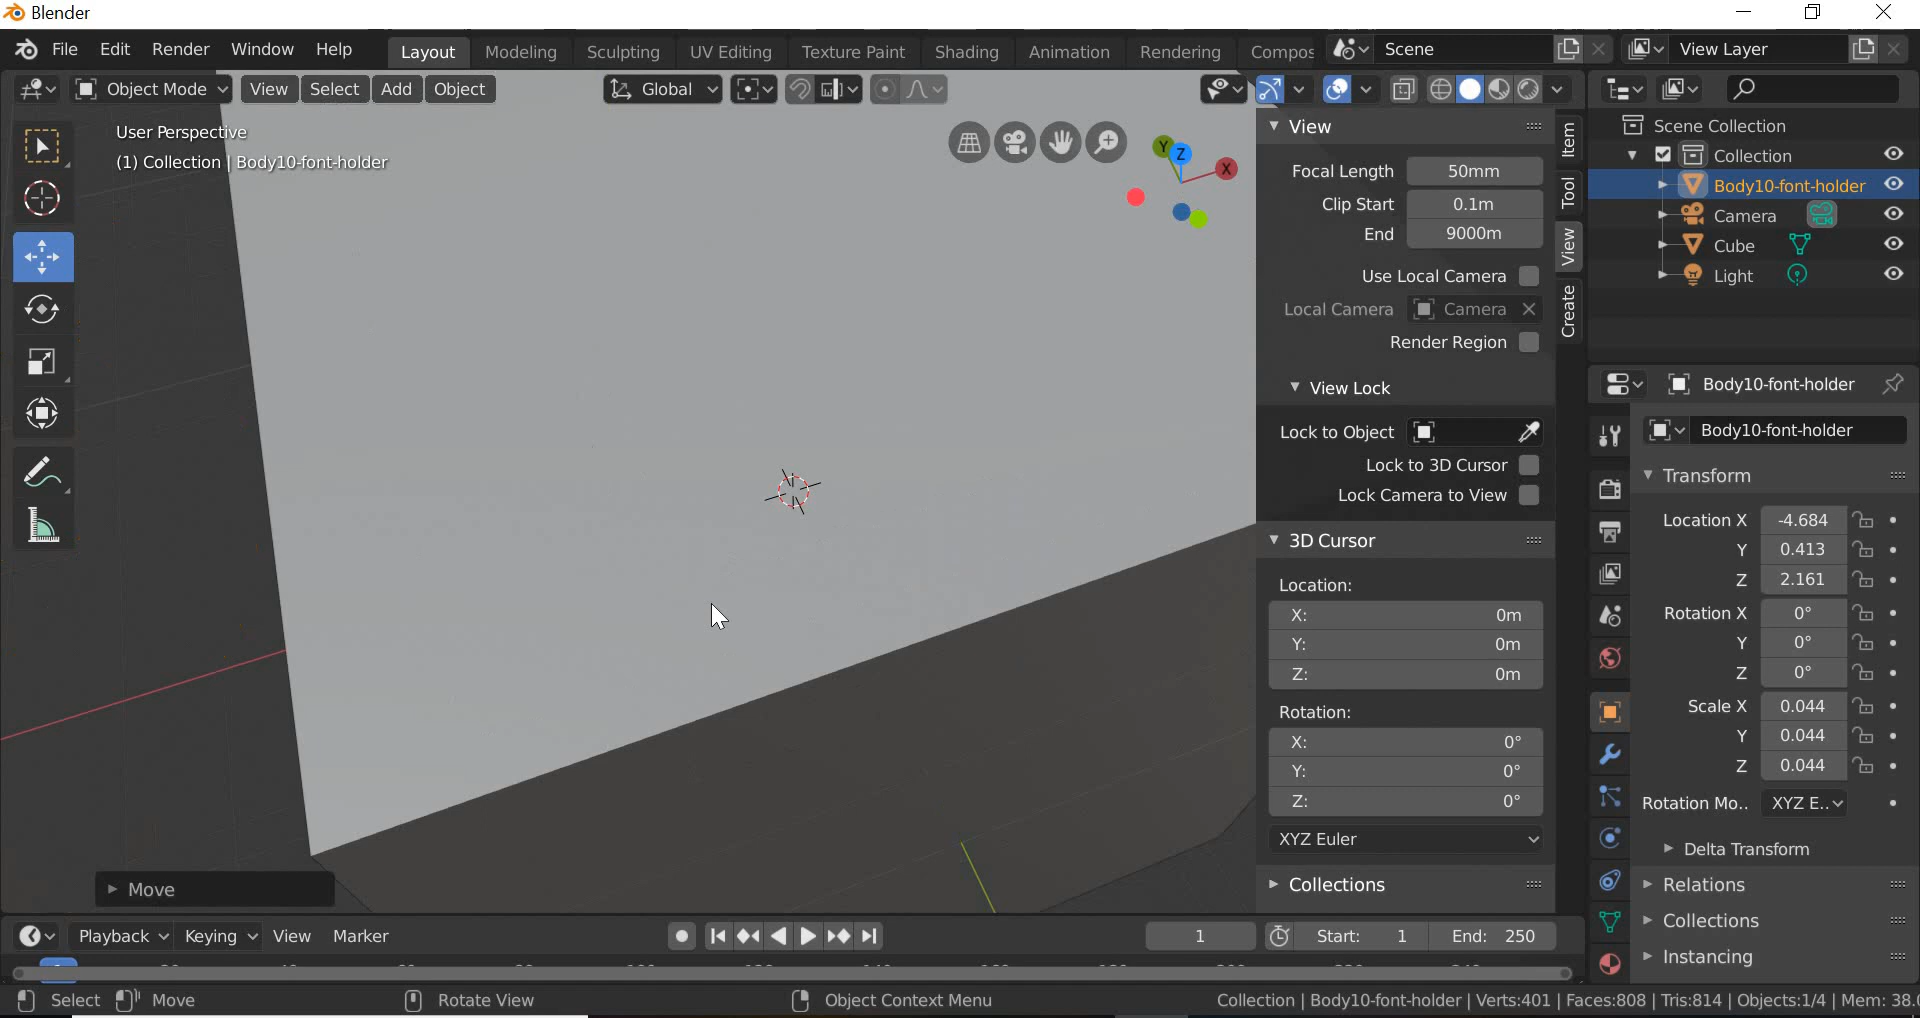 Blender
File Edit Render Window Help Layout Modeling Sculpting UV Editing Texture Paint Shading Animation Rendering Compos Scene View Layer
Object Mode View Select Add Object Global
User Perspective
(1) Collection | Body10-font-holder
Y Z X
View
Focal Length 50mm
Clip Start 0.1m
End 9000m
Use Local Camera
Local Camera Camera
Render Region
View Lock
Lock to Object
Lock to 3D Cursor
Lock Camera to View
3D Cursor
Location:
X: 0m
Y: 0m
Z: 0m
Rotation:
X: 0°
Y: 0°
Z: 0°
XYZ Euler
Collections
Item
Tool
View
Create
Scene Collection
Collection
Body10-font-holder
Camera
Cube
Light
Body10-font-holder
Body10-font-holder
Transform
Location X -4.684
Y 0.413
Z 2.161
Rotation X 0°
Y 0°
Z 0°
Scale X 0.044
Y 0.044
Z 0.044
Rotation Mo.. XYZ E..
Delta Transform
Relations
Collections
Instancing
Move
Playback Keying View Marker 1 Start: 1 End: 250
Select Move Rotate View Object Context Menu Collection | Body10-font-holder | Verts:401 | Faces:808 | Tris:814 | Objects:1/4 | Mem: 38.0